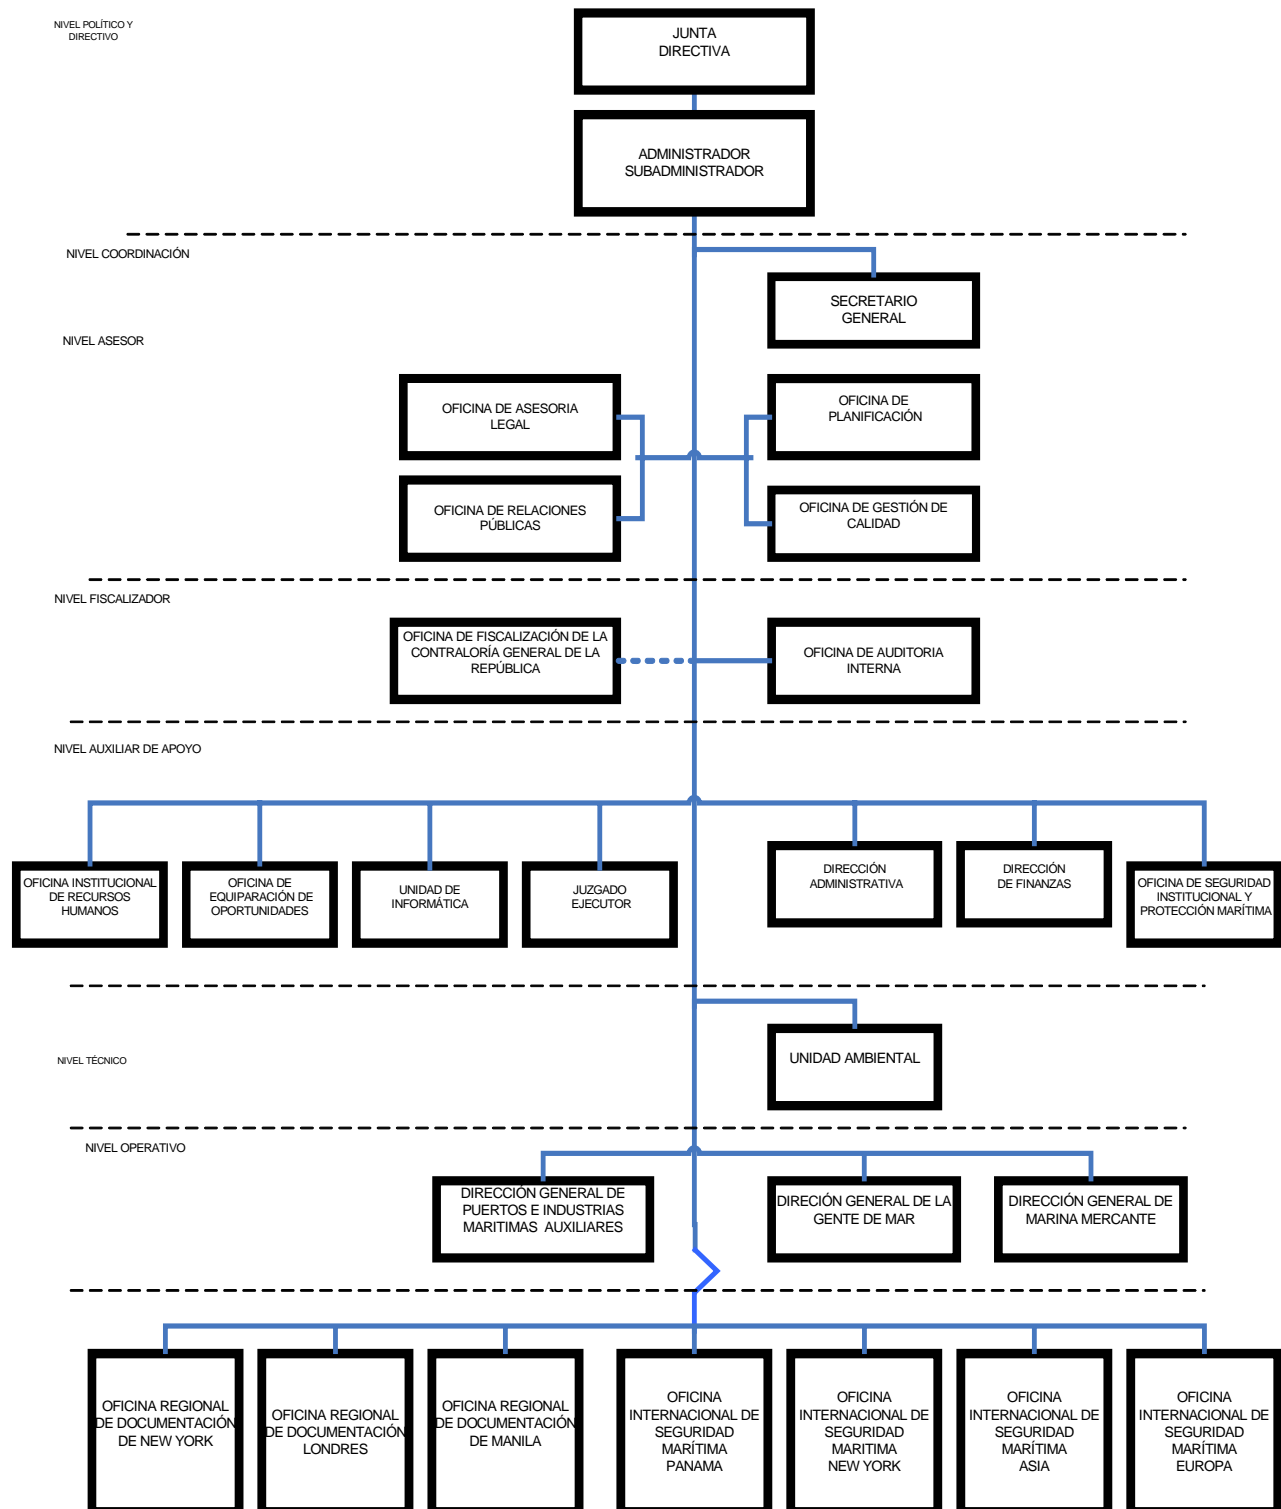 NIVEL POLÍTICO Y
DIRECTIVO
JUNTA
DIRECTIVA
ADMINISTRADOR
SUBADMINISTRADOR
NIVEL COORDINACIÓN
SECRETARIO
GENERAL
NIVEL ASESOR
OFICINA DE ASESORIA
LEGAL
OFICINA DE
PLANIFICACIÓN
OFICINA DE RELACIONES
PÚBLICAS
OFICINA DE GESTIÓN DE
CALIDAD
NIVEL FISCALIZADOR
OFICINA DE FISCALIZACIÓN DE LA
CONTRALORÍA GENERAL DE LA
REPÚBLICA
OFICINA DE AUDITORIA
INTERNA
NIVEL AUXILIAR DE APOYO
OFICINA INSTITUCIONAL
DE RECURSOS
HUMANOS
OFICINA DE
EQUIPARACIÓN DE
OPORTUNIDADES
UNIDAD DE
INFORMÁTICA
JUZGADO
EJECUTOR
DIRECCIÓN
ADMINISTRATIVA
DIRECCIÓN
DE FINANZAS
OFICINA DE SEGURIDAD
INSTITUCIONAL Y
PROTECCIÓN MARÍTIMA
NIVEL TÉCNICO
UNIDAD AMBIENTAL
NIVEL OPERATIVO
DIRECCIÓN GENERAL DE
PUERTOS E INDUSTRIAS
MARITIMAS AUXILIARES
DIRECIÓN GENERAL DE LA
GENTE DE MAR
DIRECCIÓN GENERAL DE
MARINA MERCANTE
OFICINA REGIONAL
DE DOCUMENTACIÓN
DE NEW YORK
OFICINA REGIONAL
DE DOCUMENTACIÓN
LONDRES
OFICINA REGIONAL
DE DOCUMENTACIÓN
DE MANILA
OFICINA
INTERNACIONAL DE
SEGURIDAD
MARÍTIMA
PANAMA
OFICINA
INTERNACIONAL DE
SEGURIDAD
MARITIMA
NEW YORK
OFICINA
INTERNACIONAL DE
SEGURIDAD
MARÍTIMA
ASIA
OFICINA
INTERNACIONAL DE
SEGURIDAD
MARÍTIMA
EUROPA